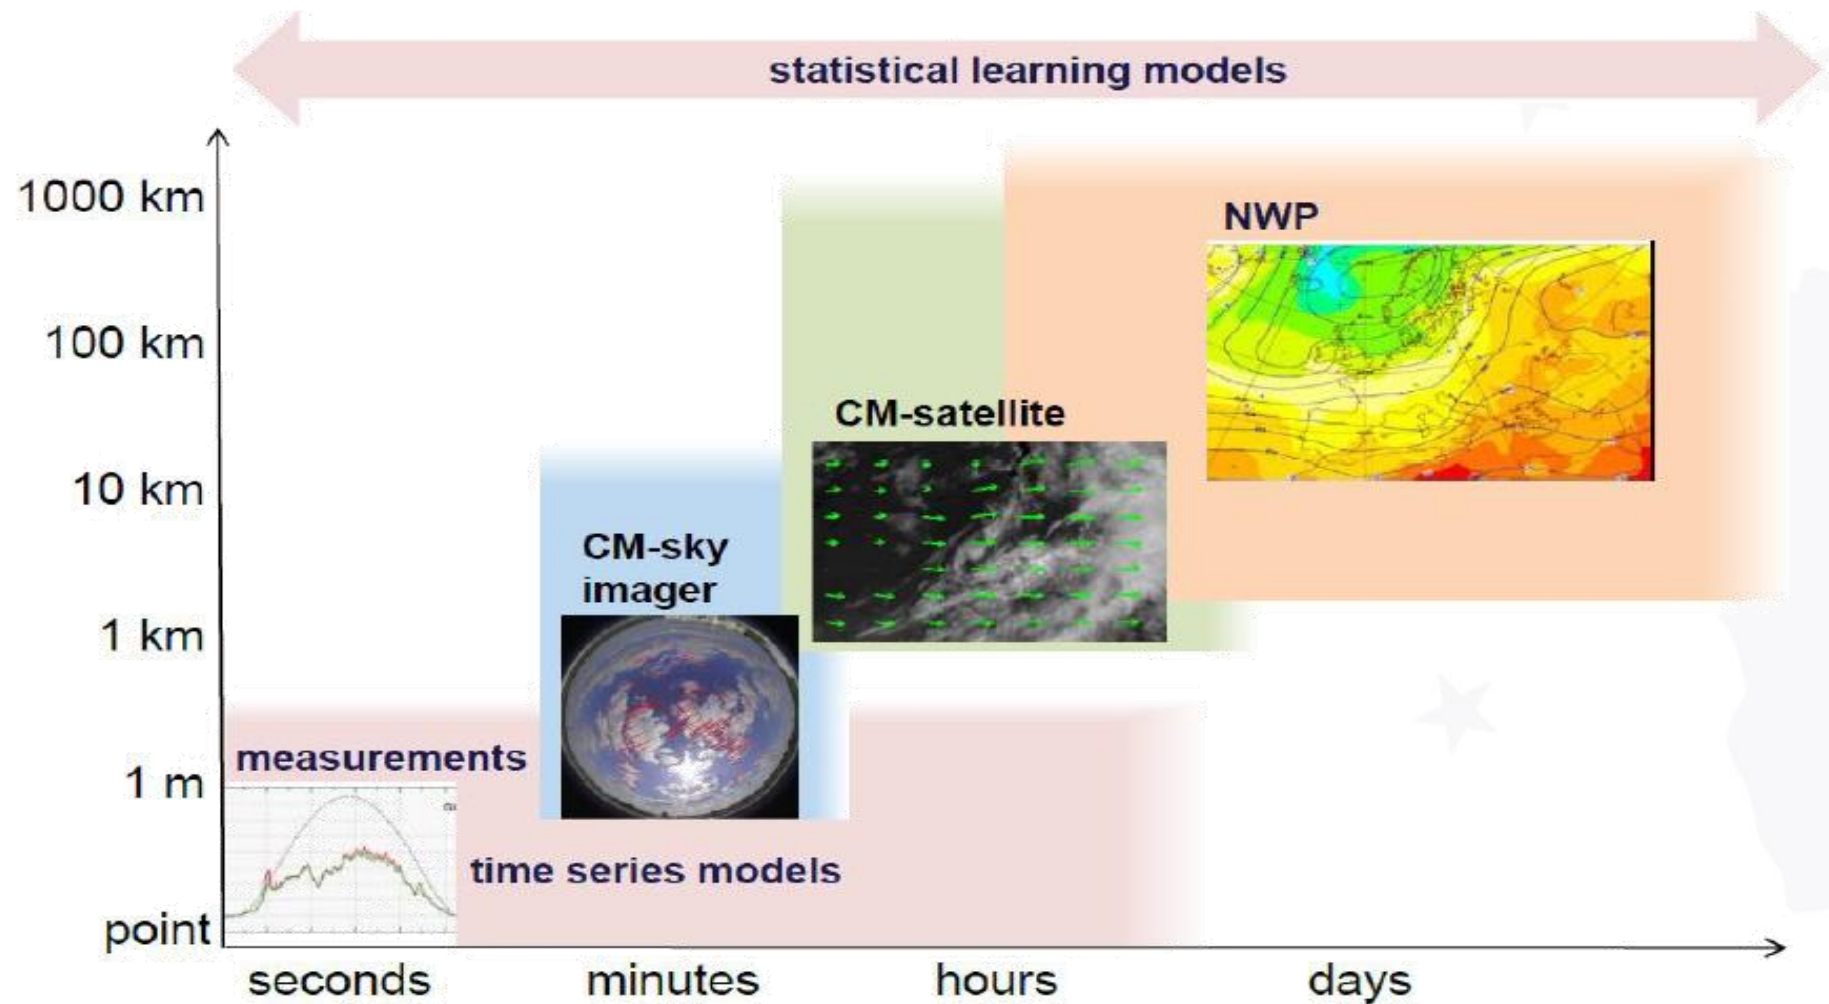 statistical learning models
1000 km
NWP
100 km
CM-satellite
10 km
CM-sky
imager
1 km
measurements
1 m
time series models
point
seconds minutes hours days